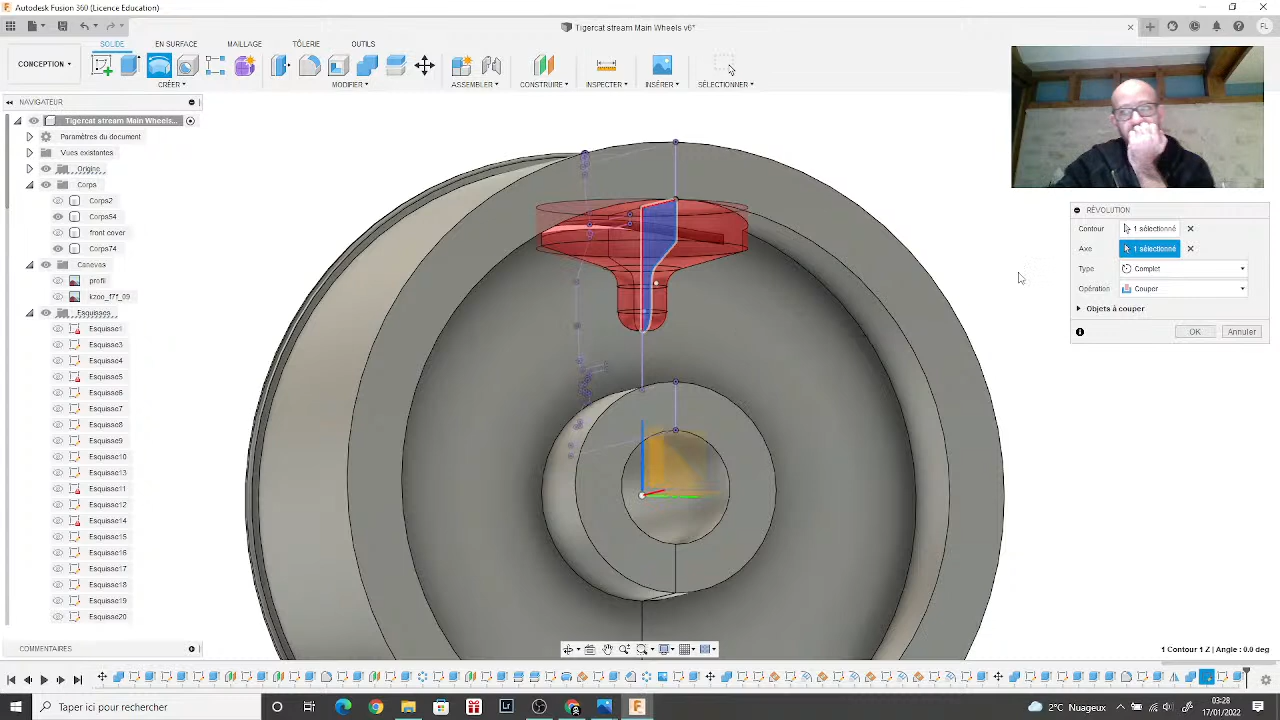 Autodesk Fusion 360 (Licence Education)
Tigercat stream Main Wheels v6*
FL
CONCEPTION
SOLIDE
EN SURFACE
MAILLAGE
TÔLERIE
OUTILS
CRÉER
MODIFIER
ASSEMBLER
CONSTRUIRE
INSPECTER
INSÉRER
SÉLECTIONNER
NAVIGATEUR
Tigercat stream Main Wheels...
Paramètres du document
Vues existantes
Origine
Corps
Corps2
Corps54
front cover
Corps74
Canevas
profil
kzoo_f7f_09
Esquisses
Esquisse1
Esquisse3
Esquisse4
Esquisse5
Esquisse6
Esquisse7
Esquisse8
Esquisse9
Esquisse10
Esquisse13
Esquisse11
Esquisse12
Esquisse14
Esquisse15
Esquisse16
Esquisse17
Esquisse18
Esquisse19
Esquisse20
RÉVOLUTION
Contour 1 sélectionné
Axe 1 sélectionné
Type Complet
Opération Couper
Objets à couper
OK Annuler
COMMENTAIRES
1 Contour 1 Z | Angle : 0.0 deg
Taper ici pour rechercher
2°C Nuageux
03:28
17/01/2022